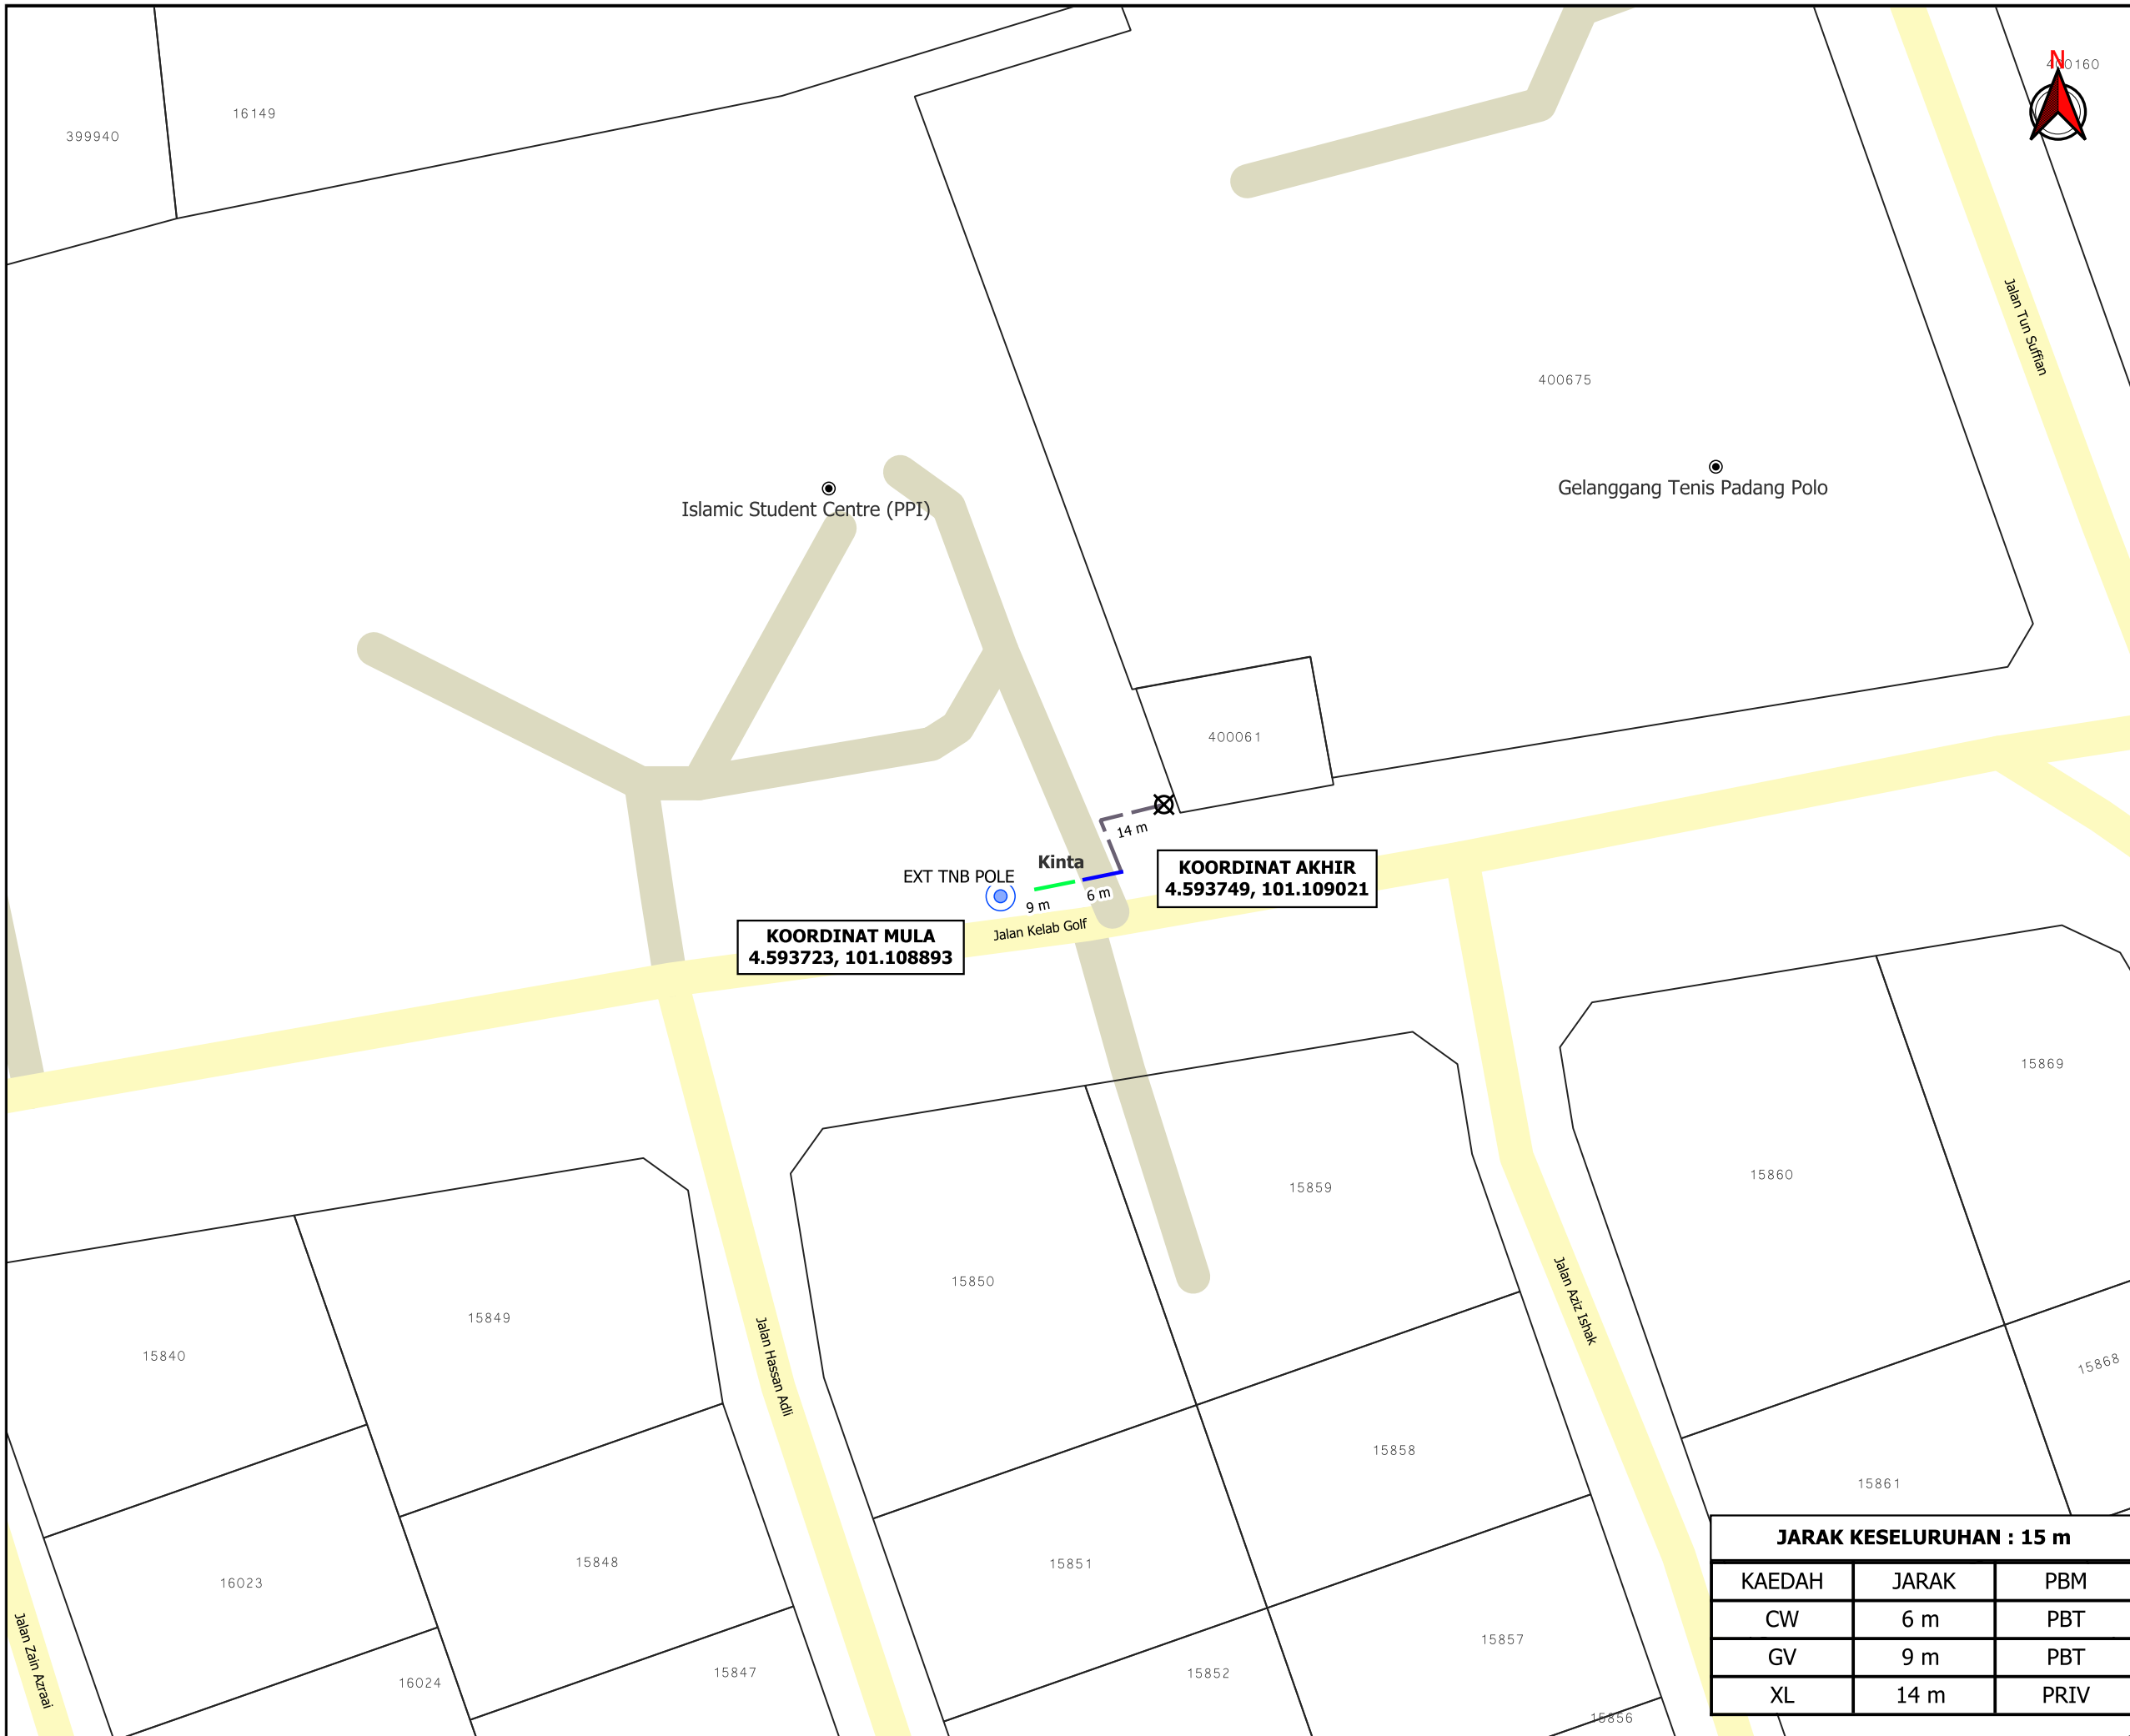 N
400160
16149
399940
Jalan Tun Suffian
400675
Gelanggang Tenis Padang Polo
Islamic Student Centre (PPI)
400061
14 m
Kinta
EXT TNB POLE
KOORDINAT AKHIR
4.593749, 101.109021
6 m
9 m
Jalan Kelab Golf
KOORDINAT MULA
4.593723, 101.108893
15869
15860
15859
15850
15849
15840
Jalan Hassan Adli
Jalan Aziz Ishak
15868
15858
15861
15851
15848
16023
Jalan Zain Azraai
16024
15847
15852
15857
15856
JARAK KESELURUHAN : 15 m
KAEDAH JARAK PBM
CW 6 m PBT
GV 9 m PBT
XL 14 m PRIV